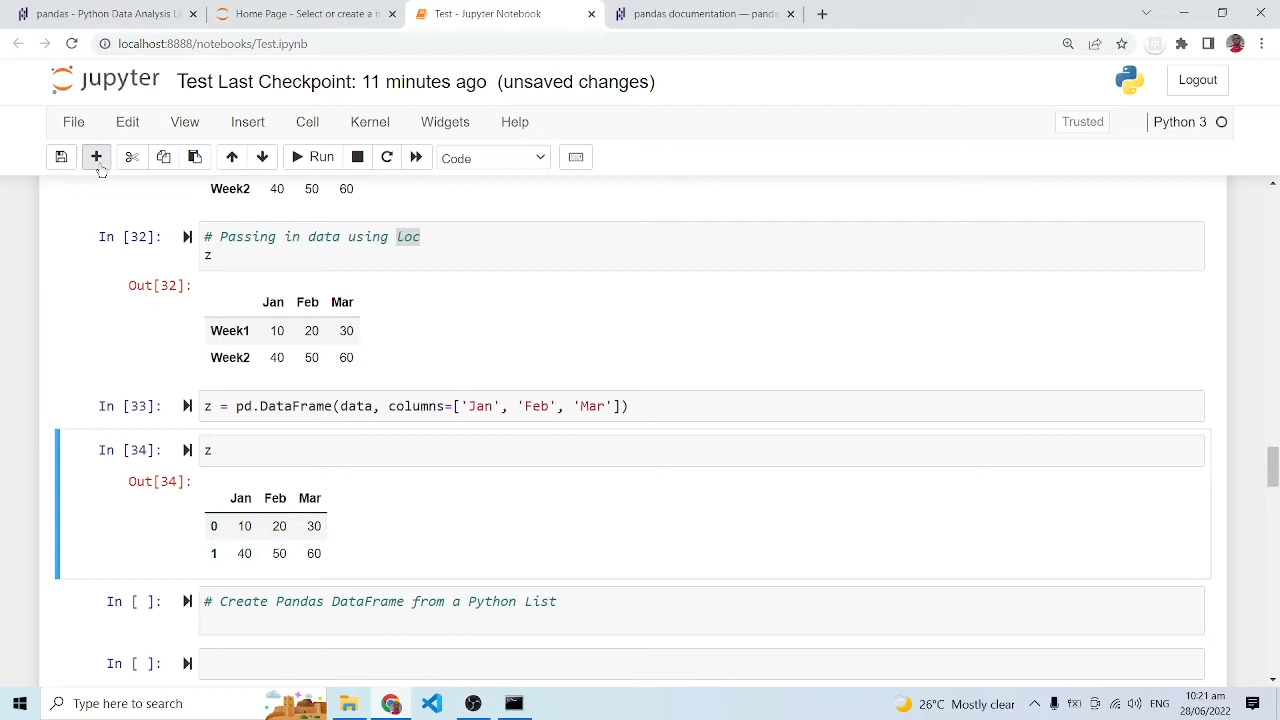 pandas - Python Data Analysis Li
Home Page - Select or create a n
Test - Jupyter Notebook
pandas documentation — panda
localhost:8888/notebooks/Test.ipynb
jupyter Test Last Checkpoint: 11 minutes ago (unsaved changes)
Logout
File Edit View Insert Cell Kernel Widgets Help
Trusted Python 3
Run Code
Week2 40 50 60
In [32]: # Passing in data using loc
z
Out[32]:
Jan Feb Mar
Week1 10 20 30
Week2 40 50 60
In [33]: z = pd.DataFrame(data, columns=['Jan', 'Feb', 'Mar'])
In [34]: z
Out[34]:
Jan Feb Mar
0 10 20 30
1 40 50 60
In [ ]: # Create Pandas DataFrame from a Python List
In [ ]:
Type here to search
26°C Mostly clear
ENG
10:21 am
28/06/2022